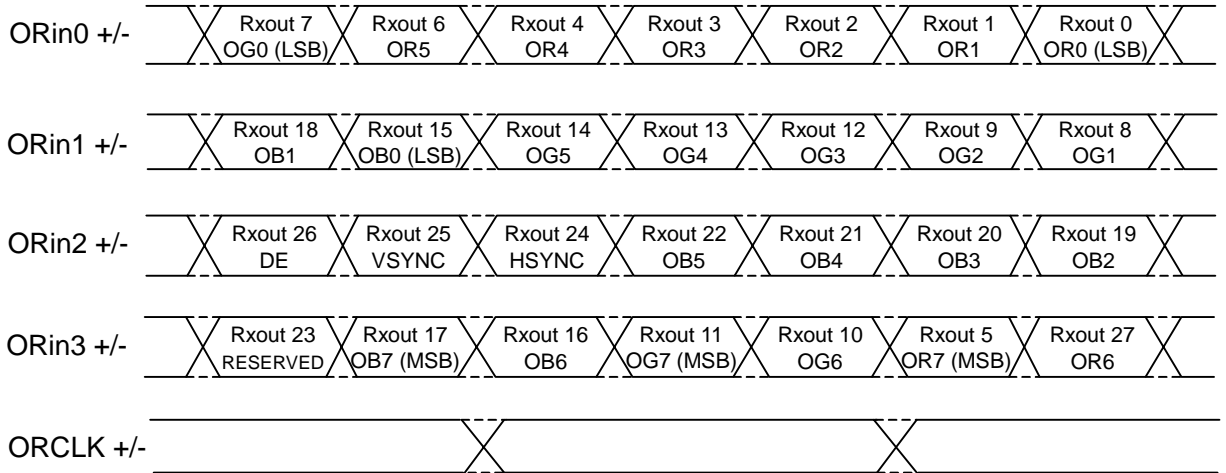 ORin0 +/- Rxout 7 Rxout 6 Rxout 4 Rxout 3 Rxout 2 Rxout 1 Rxout 0
OG0 (LSB) OR5 OR4 OR3 OR2 OR1 OR0 (LSB)
ORin1 +/- Rxout 18 Rxout 15 Rxout 14 Rxout 13 Rxout 12 Rxout 9 Rxout 8
OB1 OB0 (LSB) OG5 OG4 OG3 OG2 OG1
ORin2 +/- Rxout 26 Rxout 25 Rxout 24 Rxout 22 Rxout 21 Rxout 20 Rxout 19
DE VSYNC HSYNC OB5 OB4 OB3 OB2
ORin3 +/- Rxout 23 Rxout 17 Rxout 16 Rxout 11 Rxout 10 Rxout 5 Rxout 27
RESERVED OB7 (MSB) OB6 OG7 (MSB) OG6 OR7 (MSB) OR6
ORCLK +/-